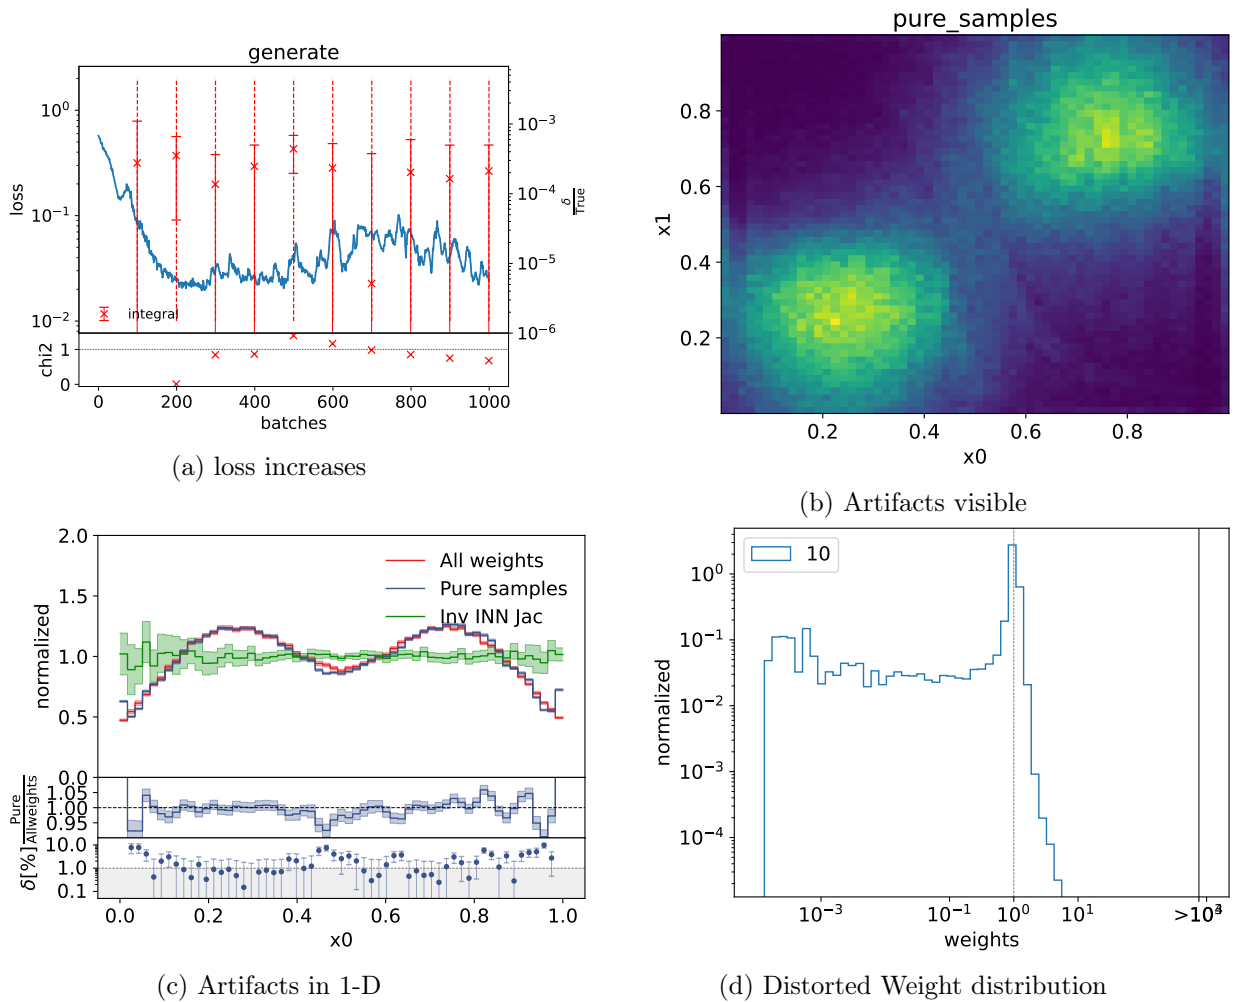 generate
10^0
10^-1
10^-2
loss
10^-3
10^-4
10^-5
10^-6
δ
True
integral
chi2
1
0
0
200
400
600
800
1000
batches
(a) loss increases
pure_samples
0.8
0.6
0.4
0.2
x1
0.2
0.4
0.6
0.8
x0
(b) Artifacts visible
2.0
1.5
1.0
0.5
0.0
normalized
All weights
Pure samples
Inv INN Jac
1.05
1.00
0.95
Pure
Allweights
10.0
1.0
0.1
δ[%]
0.0
0.2
0.4
0.6
0.8
1.0
x0
(c) Artifacts in 1-D
10
10^0
10^-1
10^-2
10^-3
10^-4
normalized
10^-3
10^-1
10^0
10^1
weights
(d) Distorted Weight distribution